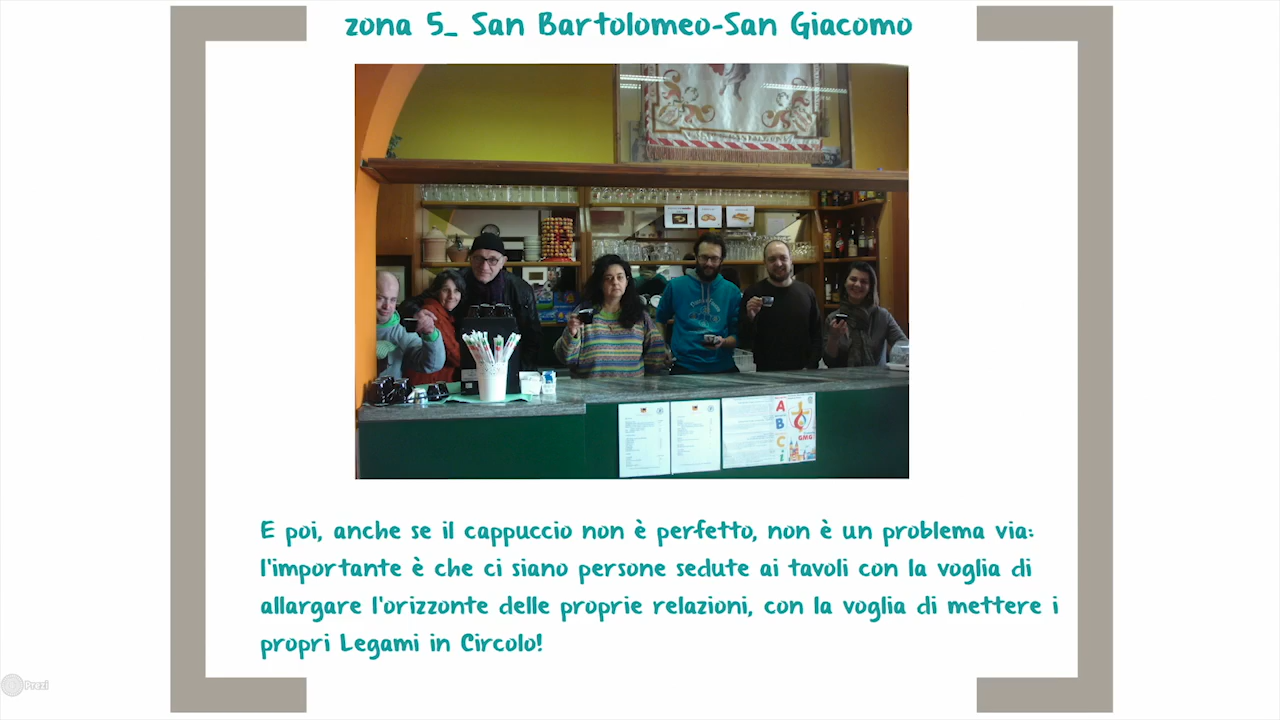 zona 5_ San Bartolomeo-San Giacomo
A
B
C
i
GMG
E poi, anche se il cappuccio non è perfetto, non è un problema via:
l'importante è che ci siano persone sedute ai tavoli con la voglia di
allargare l'orizzonte delle proprie relazioni, con la voglia di mettere i
propri Legami in Circolo!
Prezi